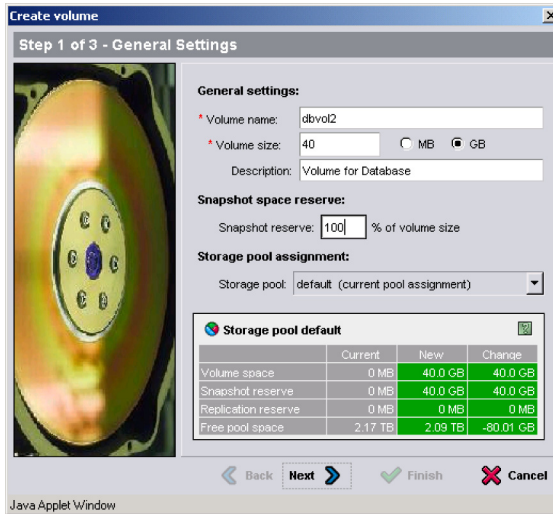 Create volume
Step 1 of 3 - General Settings
General settings:
* Volume name: dbvol2
* Volume size: 40 MB GB
Description: Volume for Database
Snapshot space reserve:
Snapshot reserve: 100 % of volume size
Storage pool assignment:
Storage pool: default (current pool assignment)
Storage pool default
Current New Change
Volume space 0 MB 40.0 GB 40.0 GB
Snapshot reserve 0 MB 40.0 GB 40.0 GB
Replication reserve 0 MB 0 MB 0 MB
Free pool space 2.17 TB 2.09 TB -80.01 GB
Back Next Finish Cancel
Java Applet Window